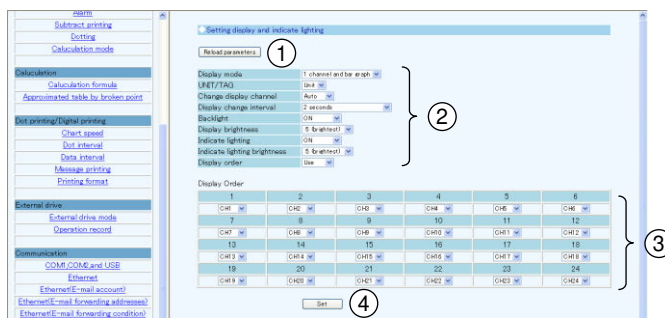 Alarm
Subtract printing
Dotting
Caluculation mode
Caluculation
Caluculation formula
Approximated table by broken point
Dot printing/Digital printing
Chart speed
Dot interval
Data interval
Message printing
Printing format
External drive
External drive mode
Operation record
Communication
COM1,COM2,and USB
Ethernet
Ethernet(E-mail account)
Ethernet(E-mail forwarding addresses)
Ethernet(E-mail forwarding condition)
Setting display and indicate lighting
Reload parameters
1
Display mode 1 channel and bar graph
UNIT/TAG Unit
Change display channel Auto
Display change interval 2 seconds
Backlight ON
Display brightness 5 (brightest)
Indicate lighting ON
Indicate lighting brightness 5 (brightest)
Display order Use
2
Display Order
1 2 3 4 5 6
CH1 CH2 CH3 CH4 CH5 CH6
7 8 9 10 11 12
CH7 CH8 CH9 CH10 CH11 CH12
13 14 15 16 17 18
CH13 CH14 CH15 CH16 CH17 CH18
19 20 21 22 23 24
CH19 CH20 CH21 CH22 CH23 CH24
3
Set
4